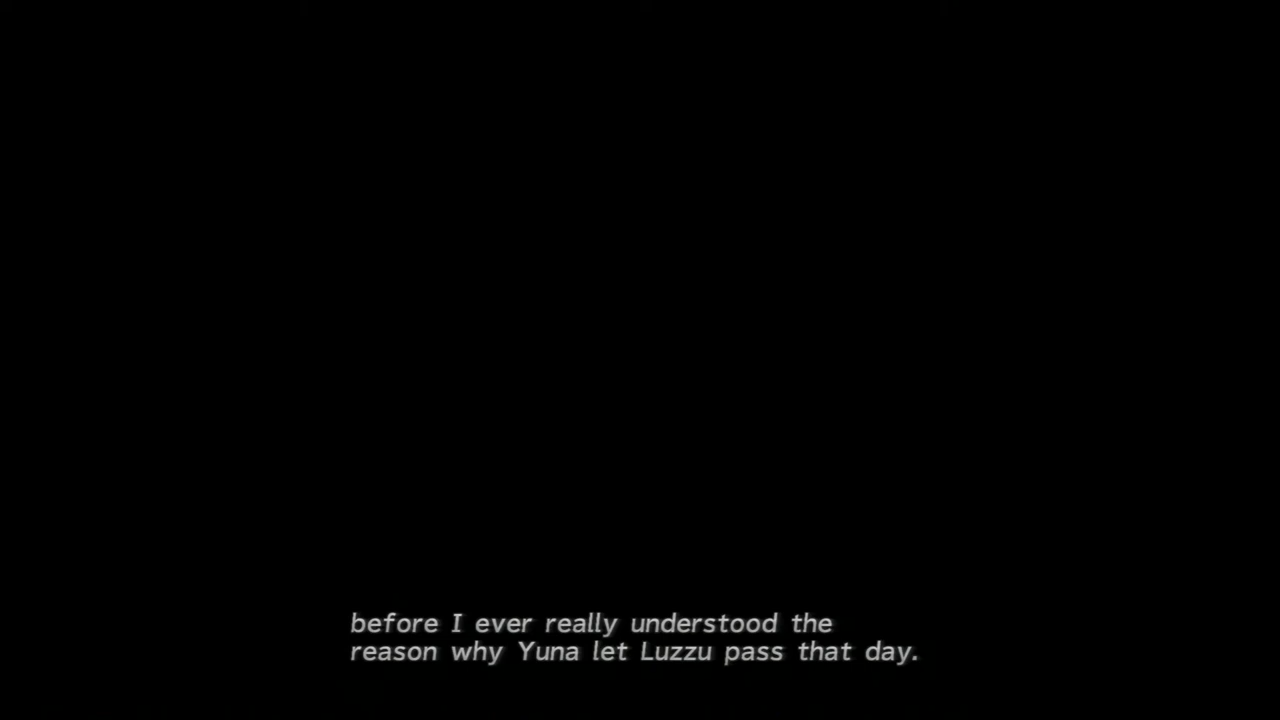 before I ever really understood the
reason why Yuna let Luzzu pass that day.